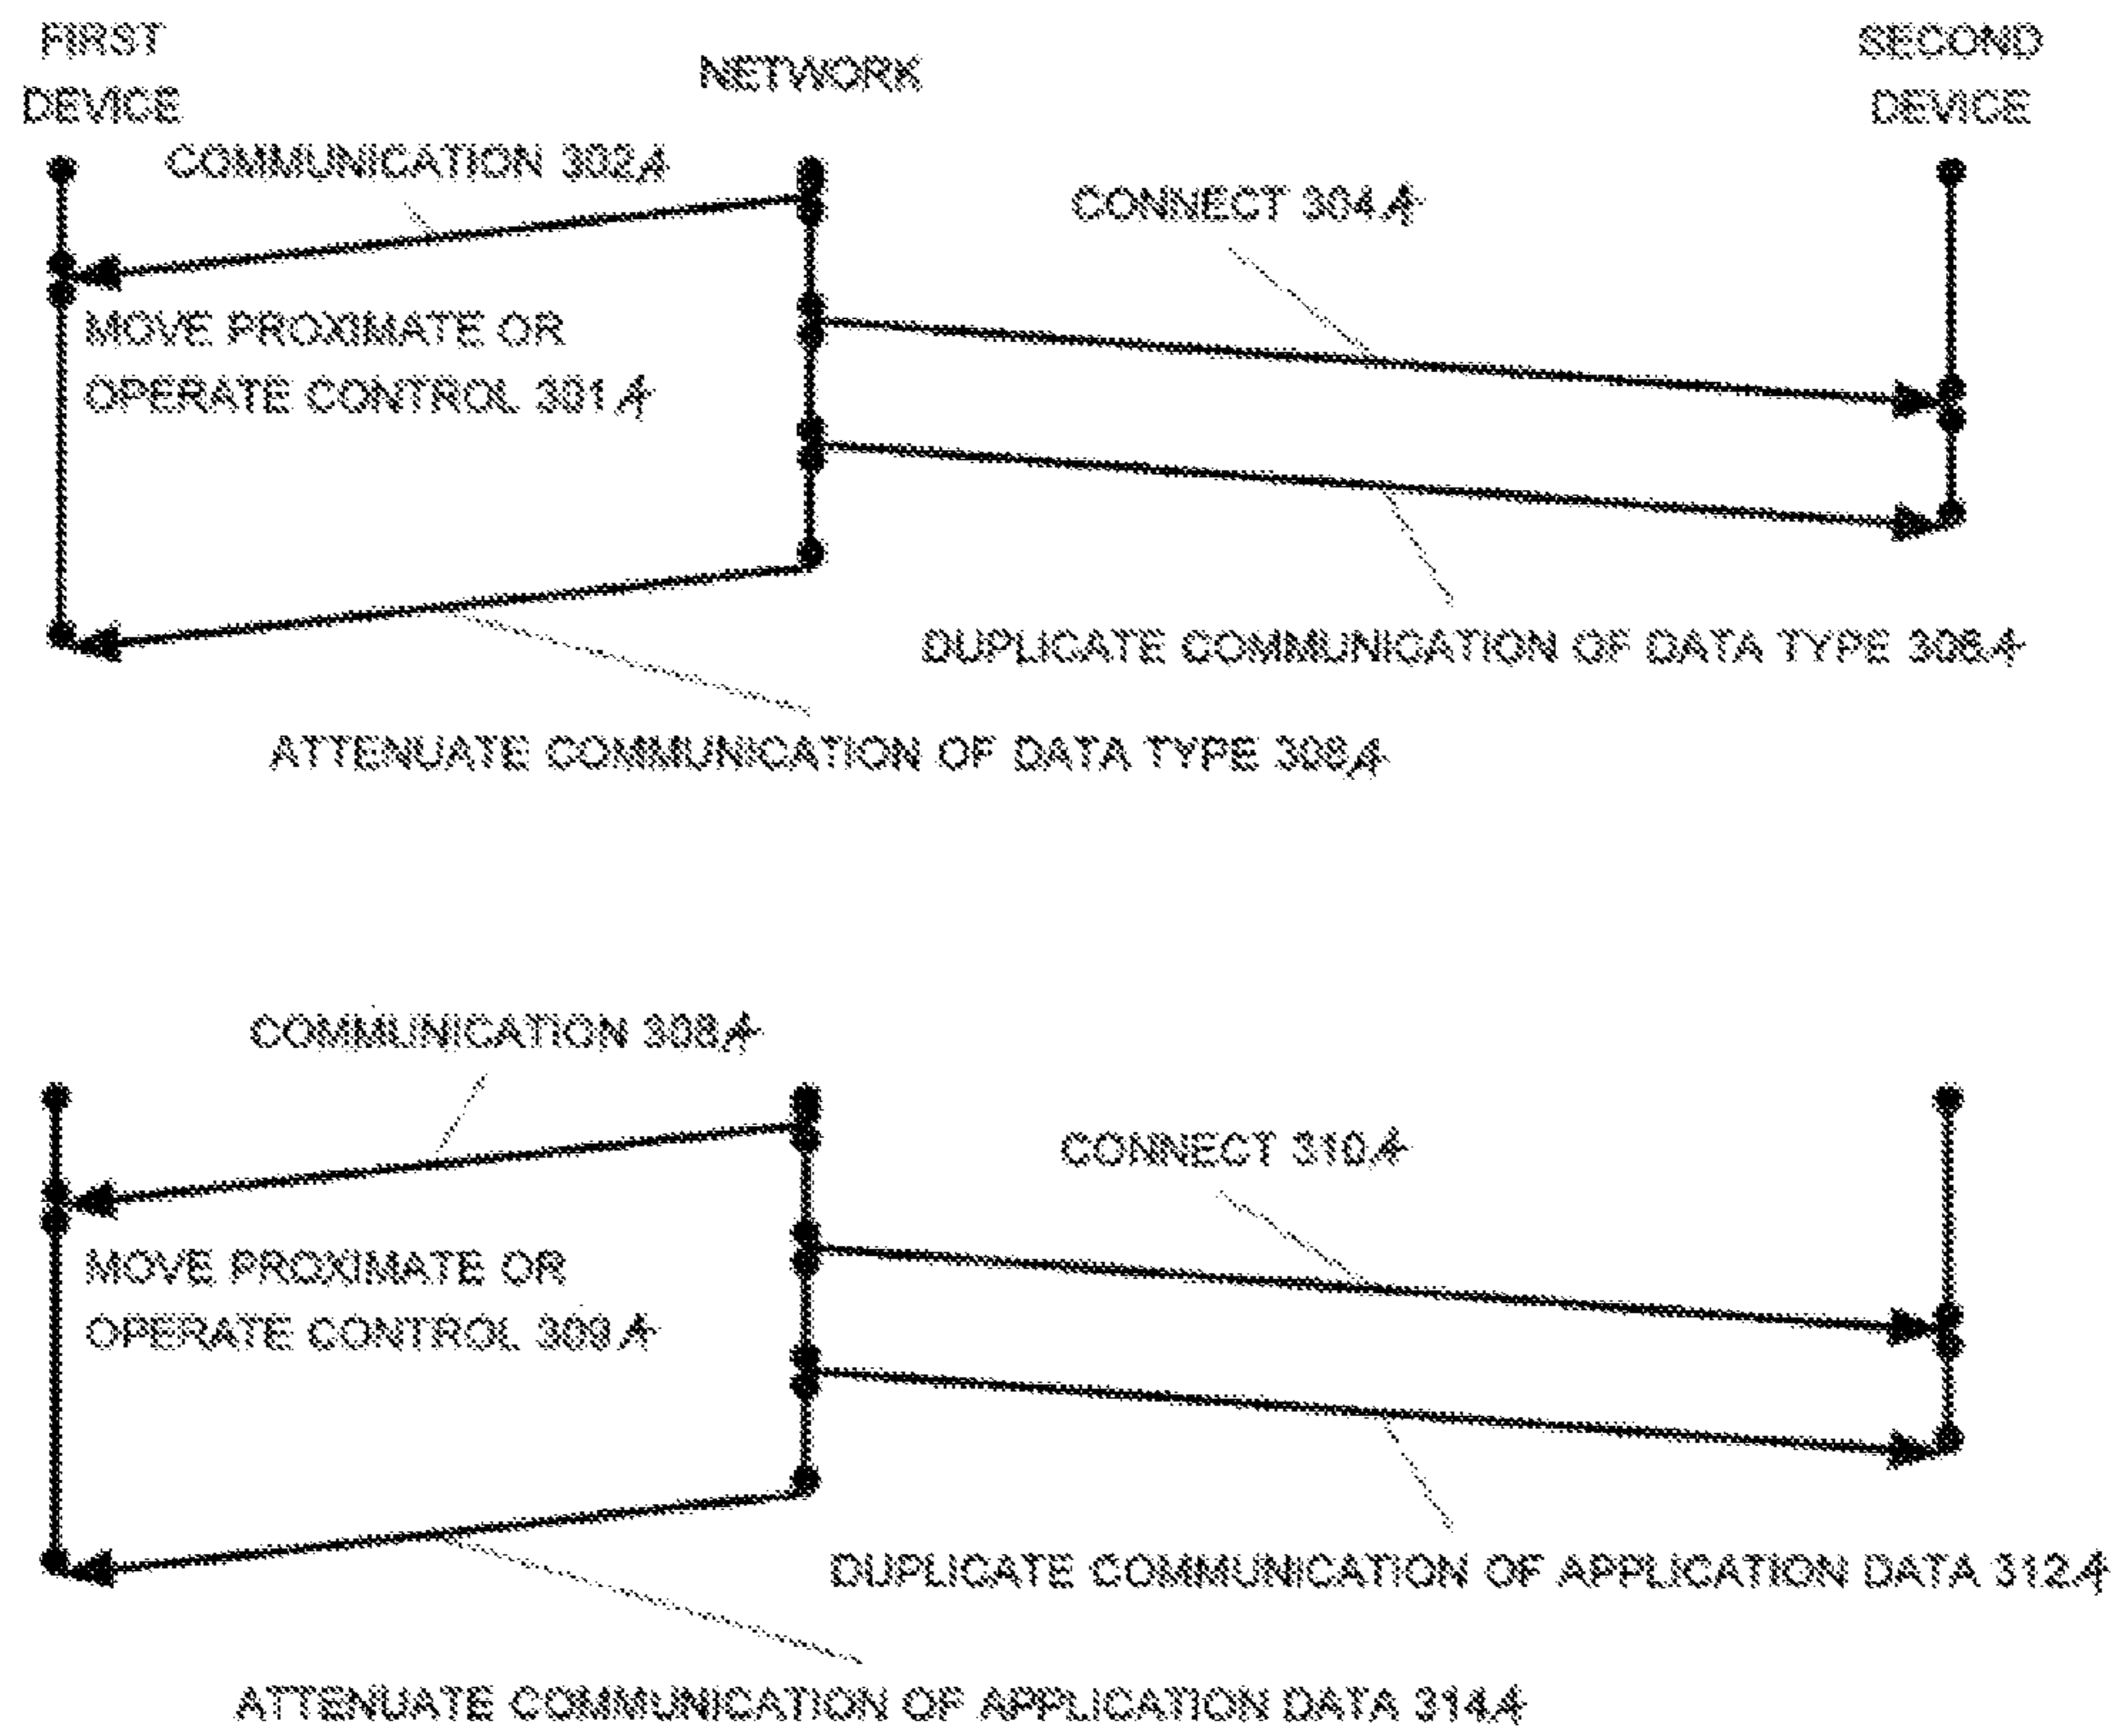 FIRST
DEVICE
NETWORK
SECOND
DEVICE
COMMUNICATION 302A
CONNECT 304A
MOVE PROXIMATE OR
OPERATE CONTROL 301A
DUPLICATE COMMUNICATION OF DATA TYPE 306A
ATTENUATE COMMUNICATION OF DATA TYPE 308A
COMMUNICATION 308A
CONNECT 310A
MOVE PROXIMATE OR
OPERATE CONTROL 309A
DUPLICATE COMMUNICATION OF APPLICATION DATA 312A
ATTENUATE COMMUNICATION OF APPLICATION DATA 314A